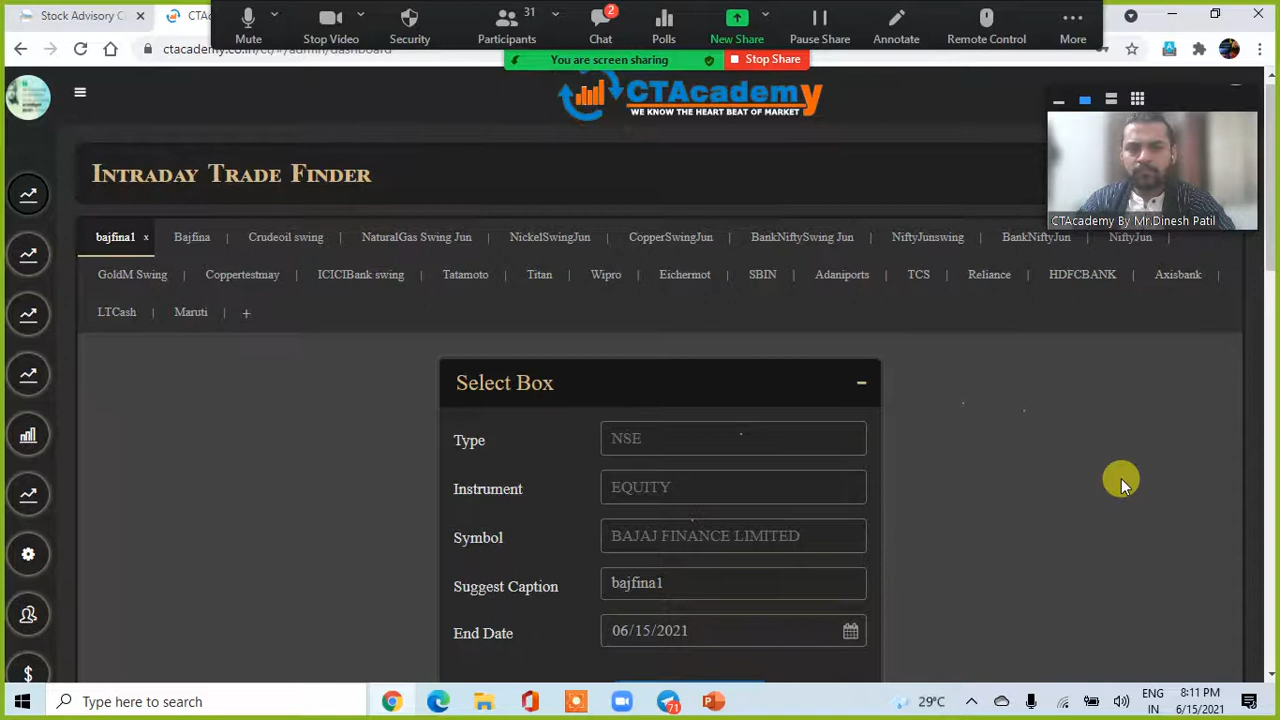 Stock Advisory C
CTA
31
2
Mute
Stop Video
Security
Participants
Chat
Polls
New Share
Pause Share
Annotate
Remote Control
More
ctacademy.co.in/ct/#/admin/dashboard
You are screen sharing
Stop Share
CTAcademy
WE KNOW THE HEART BEAT OF MARKET
CTAcademy By Mr.Dinesh Patil
INTRADAY TRADE FINDER
bajfina1 x
Bajfina
Crudeoil swing
NaturalGas Swing Jun
NickelSwingJun
CopperSwingJun
BankNiftySwing Jun
NiftyJunswing
BankNiftyJun
NiftyJun
GoldM Swing
Coppertestmay
ICICIBank swing
Tatamoto
Titan
Wipro
Eichermot
SBIN
Adaniports
TCS
Reliance
HDFCBANK
Axisbank
LTCash
Maruti
+
Select Box
Type
NSE
Instrument
EQUITY
Symbol
BAJAJ FINANCE LIMITED
Suggest Caption
bajfina1
End Date
06/15/2021
Type here to search
71
29°C
ENG
IN
8:11 PM
6/15/2021